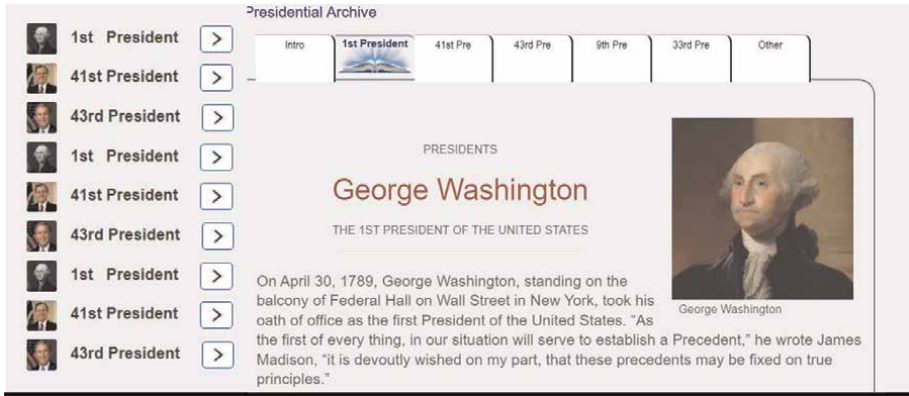 1st President
41st President
43rd President
1st President
41st President
43rd President
1st President
41st President
43rd President
Presidential Archive
Intro
1st President
41st Pre
43rd Pre
9th Pre
33rd Pre
Other
PRESIDENTS
George Washington
THE 1ST PRESIDENT OF THE UNITED STATES
On April 30, 1789, George Washington, standing on the
balcony of Federal Hall on Wall Street in New York, took his
oath of office as the first President of the United States. “As
the first of every thing, in our situation will serve to establish a Precedent,” he wrote James
Madison, “it is devoutly wished on my part, that these precedents may be fixed on true
principles.”
George Washington